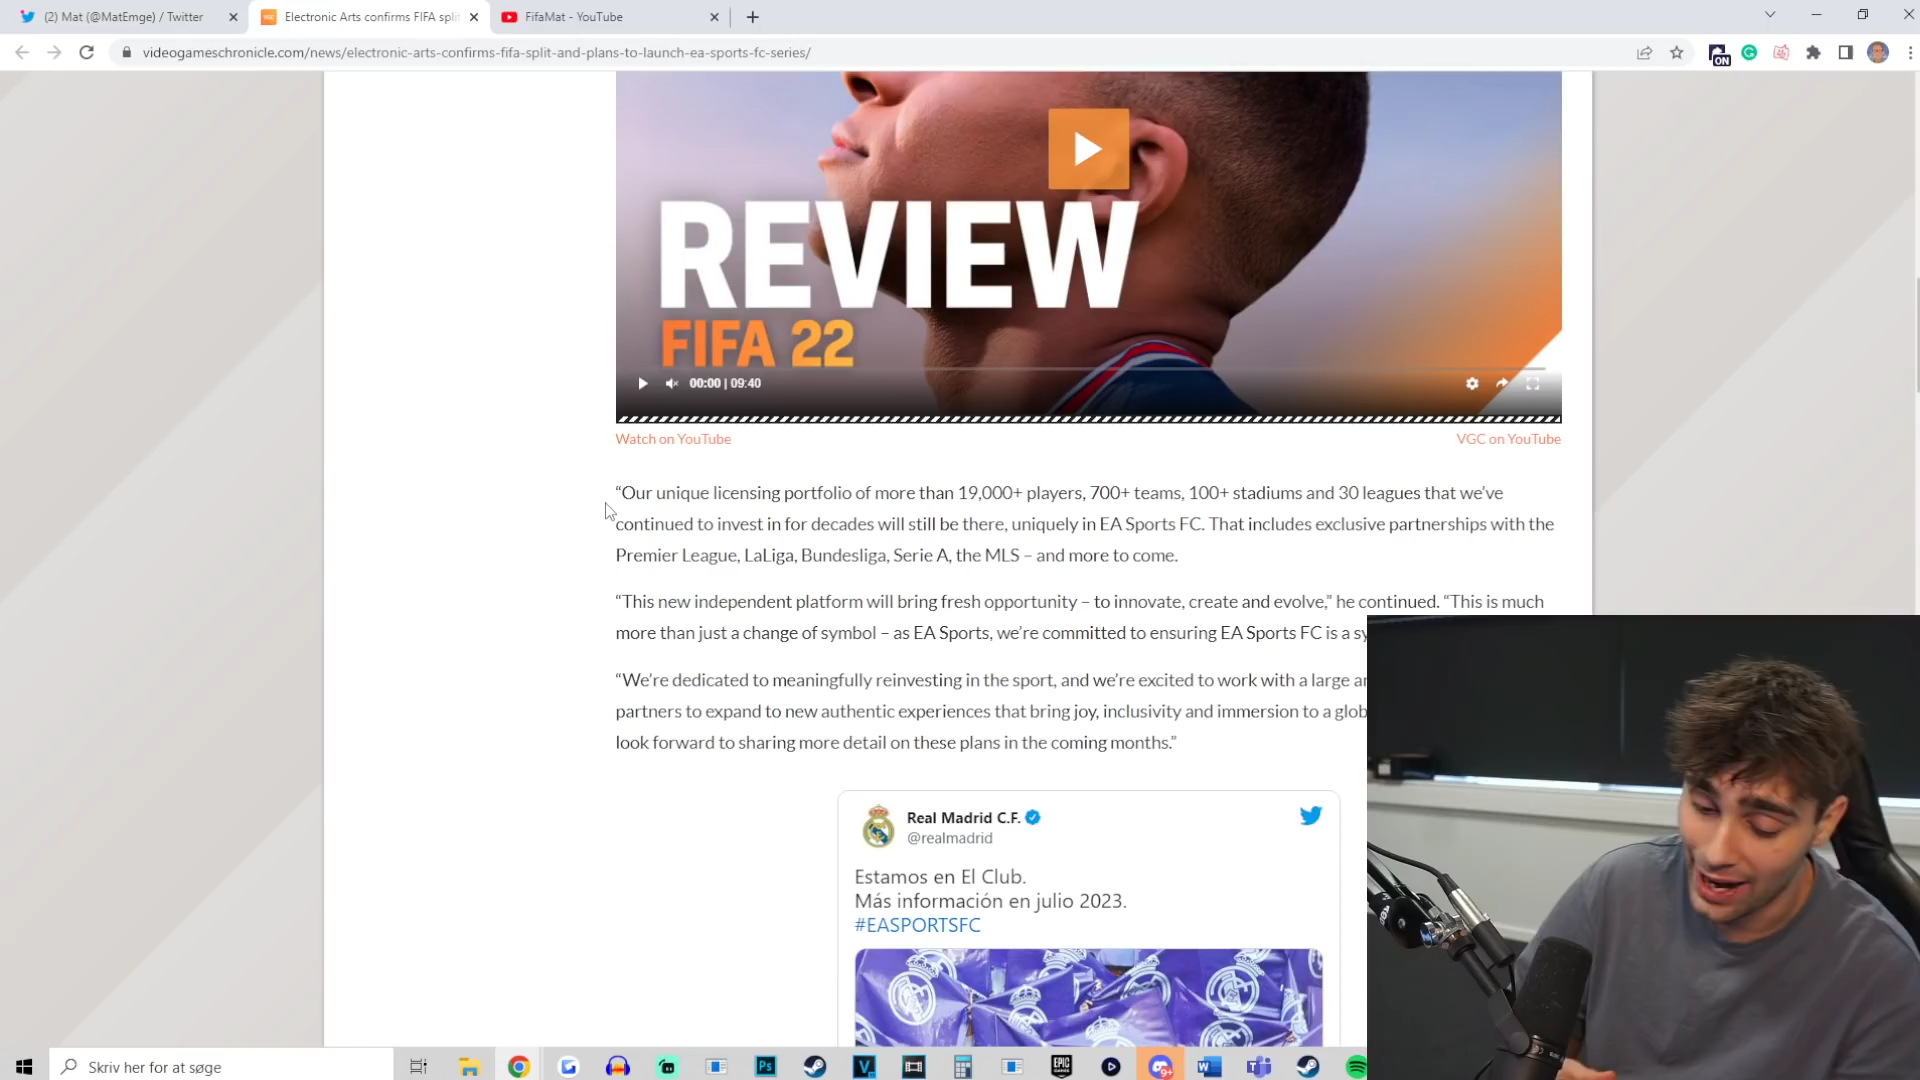 (2) Mat (@MatEmge) / Twitter
Electronic Arts confirms FIFA spli
FifaMat - YouTube
videogameschronicle.com/news/electronic-arts-confirms-fifa-split-and-plans-to-launch-ea-sports-fc-series/
ON
REVIEW
FIFA 22
00:00 | 09:40
Watch on YouTube
VGC on YouTube
“Our unique licensing portfolio of more than 19,000+ players, 700+ teams, 100+ stadiums and 30 leagues that we’ve
continued to invest in for decades will still be there, uniquely in EA Sports FC. That includes exclusive partnerships with the
Premier League, LaLiga, Bundesliga, Serie A, the MLS – and more to come.
“This new independent platform will bring fresh opportunity – to innovate, create and evolve,” he continued. “This is much
more than just a change of symbol – as EA Sports, we’re committed to ensuring EA Sports FC is a sy
“We’re dedicated to meaningfully reinvesting in the sport, and we’re excited to work with a large a
partners to expand to new authentic experiences that bring joy, inclusivity and immersion to a glob
look forward to sharing more detail on these plans in the coming months.”
Real Madrid C.F.
@realmadrid
Estamos en El Club.
Más información en julio 2023.
#EASPORTSFC
Skriv her for at søge
Ps
V
EPIC
GAMES
9+
W